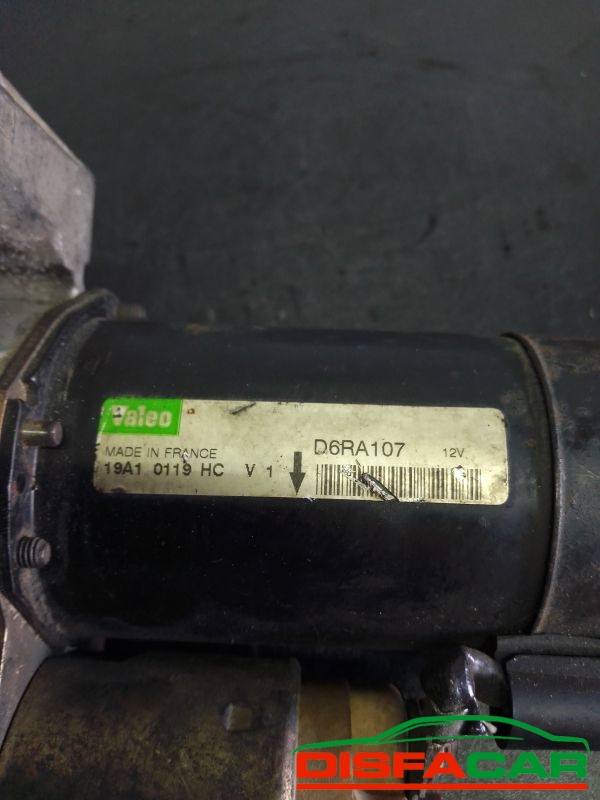 Valeo
MADE IN FRANCE
19A1 0119 HC V 1
D6RA107 12V
DISFACAR